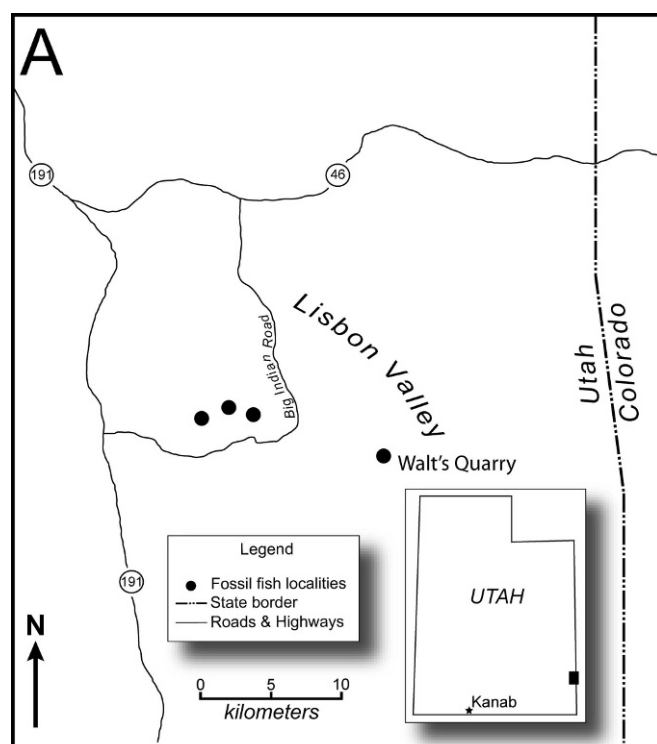 A
191
46
Big Indian Road
Lisbon Valley
Utah
Colorado
Walt's Quarry
Legend
Fossil fish localities
State border
Roads & Highways
UTAH
Kanab
191
N
0 5 10
kilometers